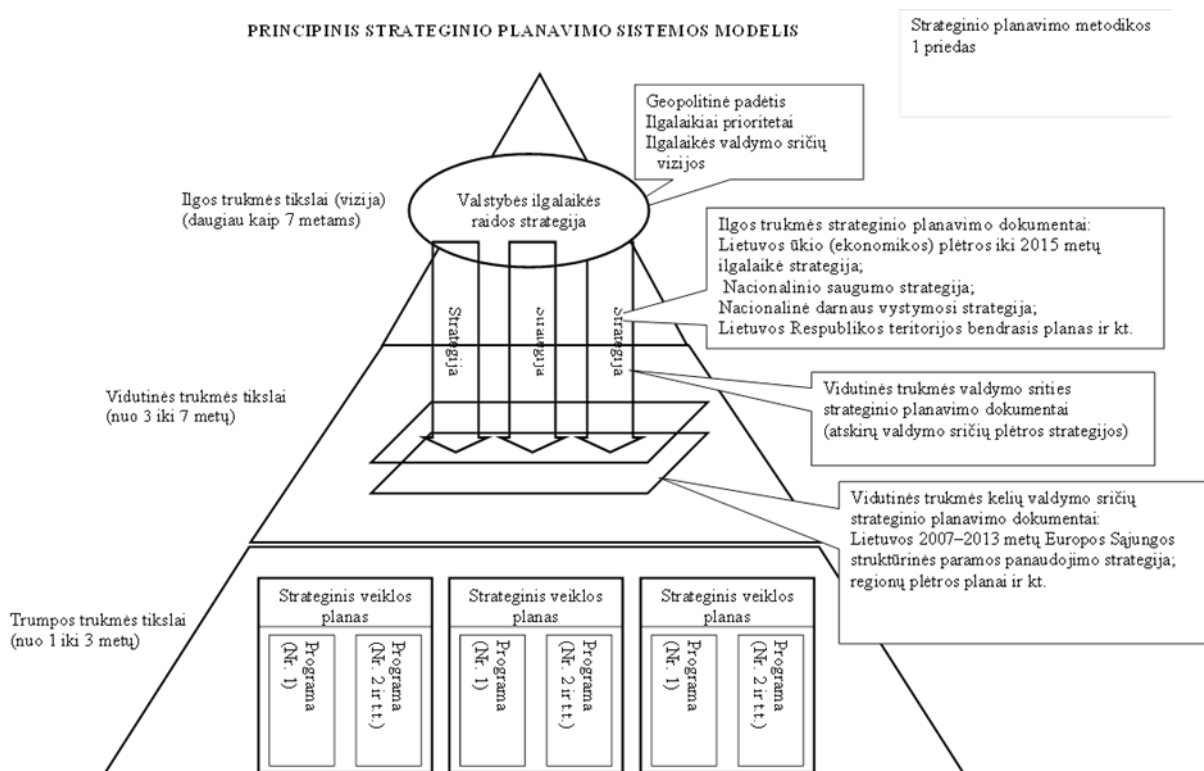 PRINCIPINIS STRATEGINIO PLANAVIMO SISTEMOS MODELIS
Strateginio planavimo metodikos
1 priedas
Geopolitinė padėtis
Ilgalaikiai prioritetai
Ilgalaikės valdymo sričių
vizijos
Ilgos trukmės tikslai (vizija)
(daugiau kaip 7 metams)
Valstybės ilgalaikės
raidos strategija
Ilgos trukmės strateginio planavimo dokumentai:
Lietuvos ūkio (ekonomikos) plėtros iki 2015 metų
ilgalaikė strategija;
Nacionalinio saugumo strategija;
Nacionalinė darnaus vystymosi strategija;
Lietuvos Respublikos teritorijos bendrasis planas ir kt.
Strategija
Strategija
Strategija
Vidutinės trukmės tikslai
(nuo 3 iki 7 metų)
Vidutinės trukmės valdymo srities
strateginio planavimo dokumentai
(atskirų valdymo sričių plėtros strategijos)
Vidutinės trukmės kelių valdymo sričių
strateginio planavimo dokumentai:
Lietuvos 2007–2013 metų Europos Sąjungos
struktūrinės paramos panaudojimo strategija;
regionų plėtros planai ir kt.
Trumpos trukmės tikslai
(nuo 1 iki 3 metų)
Strateginis veiklos
planas
Programa
(Nr. 1)
Programa
(Nr. 2 ir t.t.)
Strateginis veiklos
planas
Programa
(Nr. 1)
Programa
(Nr. 2 ir t.t.)
Strateginis veiklos
planas
Programa
(Nr. 1)
Programa
(Nr. 2 ir t.t.)